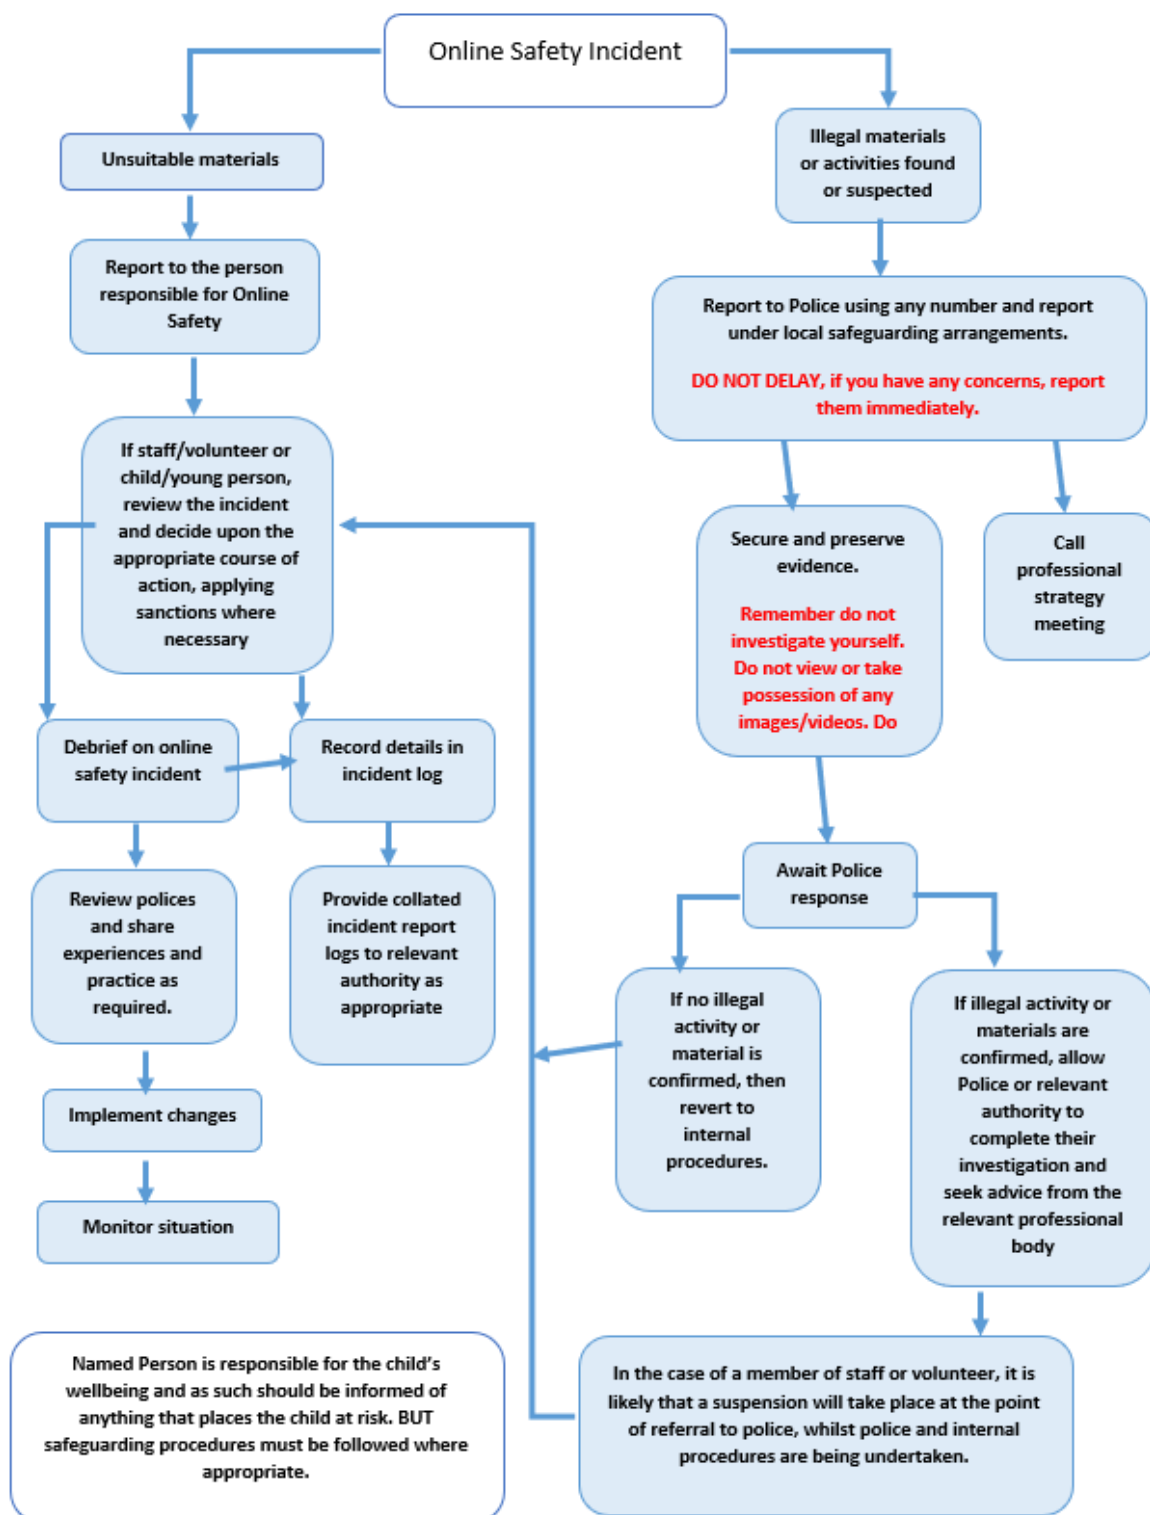 Online Safety Incident
Unsuitable materials
Report to the person
responsible for Online
Safety
If staff/volunteer or
child/young person,
review the incident
and decide upon the
appropriate course of
action, applying
sanctions where
necessary
Debrief on online
safety incident
Record details in
incident log
Review polices
and share
experiences and
practice as
required.
Provide collated
incident report
logs to relevant
authority as
appropriate
Implement changes
Monitor situation
Illegal materials
or activities found
or suspected
Report to Police using any number and report
under local safeguarding arrangements.
DO NOT DELAY, if you have any concerns, report
them immediately.
Secure and preserve
evidence.
Remember do not
investigate yourself.
Do not view or take
possession of any
images/videos. Do
Call
professional
strategy
meeting
Await Police
response
If no illegal
activity or
material is
confirmed, then
revert to
internal
procedures.
If illegal activity or
materials are
confirmed, allow
Police or relevant
authority to
complete their
investigation and
seek advice from the
relevant professional
body
In the case of a member of staff or volunteer, it is
likely that a suspension will take place at the point
of referral to police, whilst police and internal
procedures are being undertaken.
Named Person is responsible for the child's
wellbeing and as such should be informed of
anything that places the child at risk. BUT
safeguarding procedures must be followed where
appropriate.